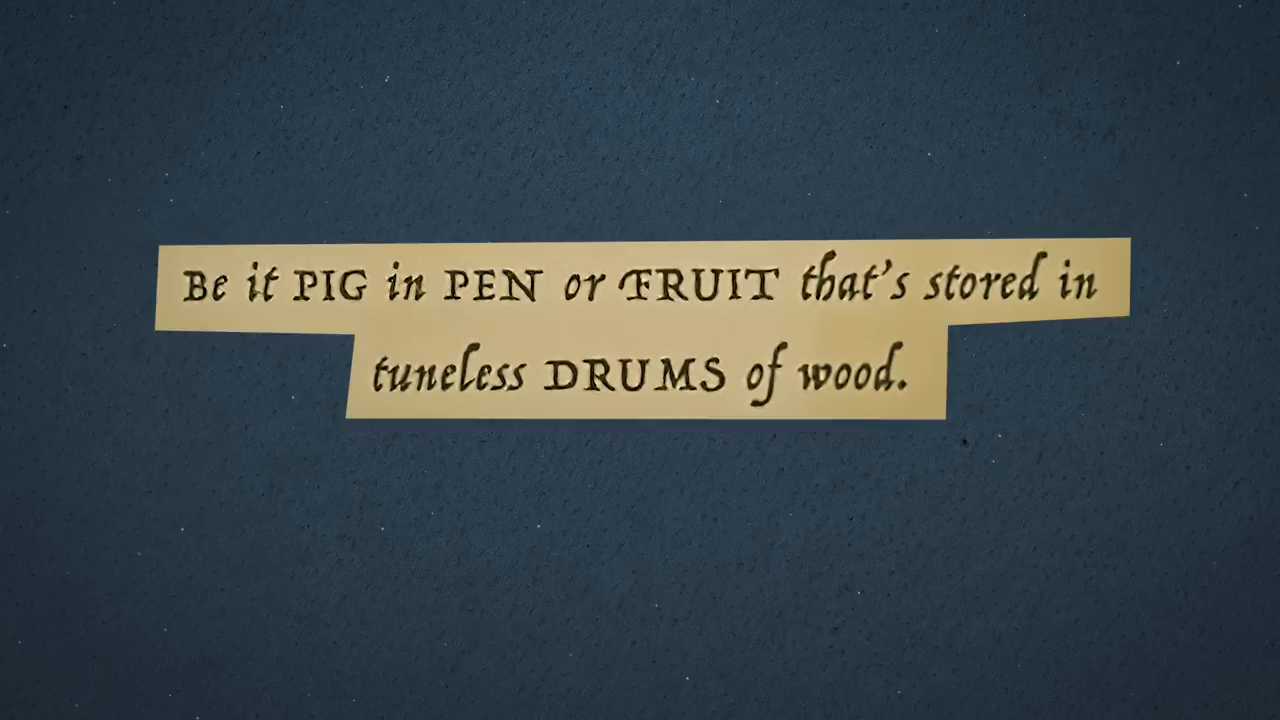 Be it PIG in PEN or FRUIT that's stored in
tuneless DRUMS of wood.